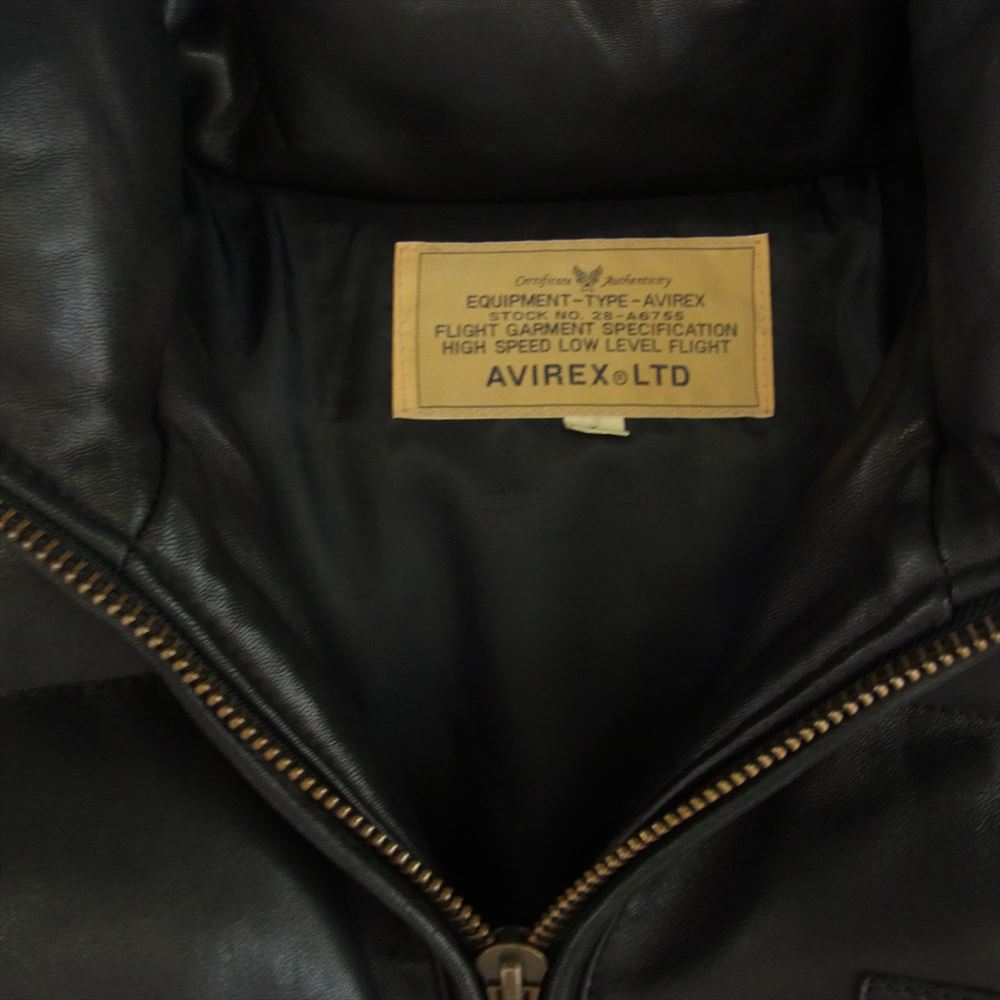 Certificate Authenticity
EQUIPMENT-TYPE-AVIREX
STOCK NO. 28-A6755
FLIGHT GARMENT SPECIFICATION
HIGH SPEED LOW LEVEL FLIGHT
AVIREX® LTD